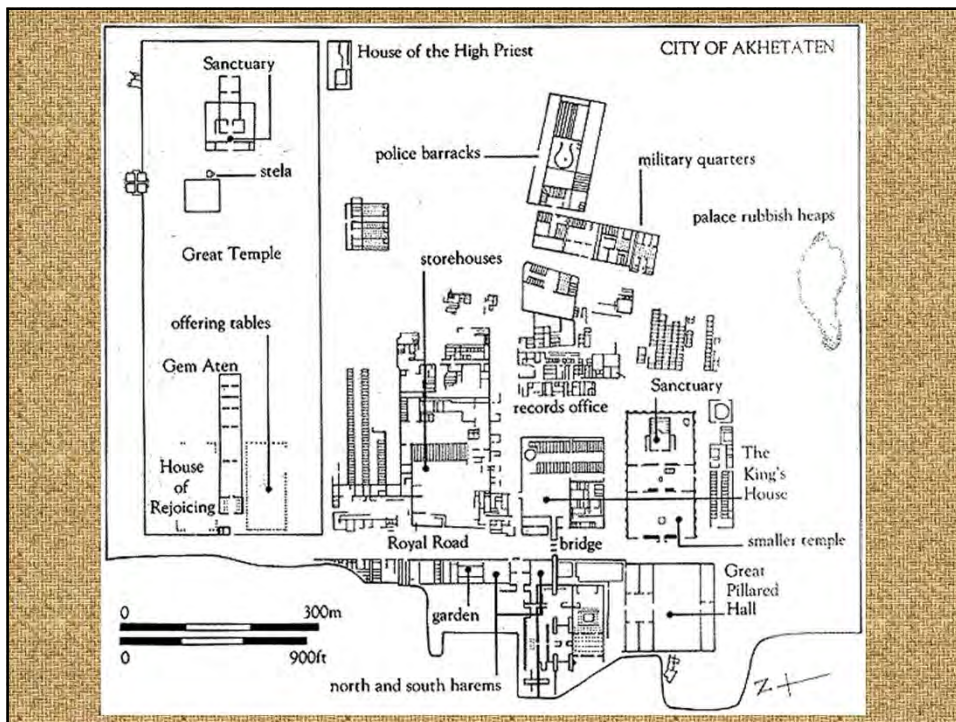 CITY OF AKHETATEN
House of the High Priest
Sanctuary
police barracks
military quarters
stela
palace rubbish heaps
Great Temple
storehouses
offering tables
Gem Aten
Sanctuary
records office
House
of
Rejoicing
The
King's
House
Royal Road
bridge
smaller temple
Great
Pillared
Hall
0
300m
garden
0
900ft
north and south harems
Z